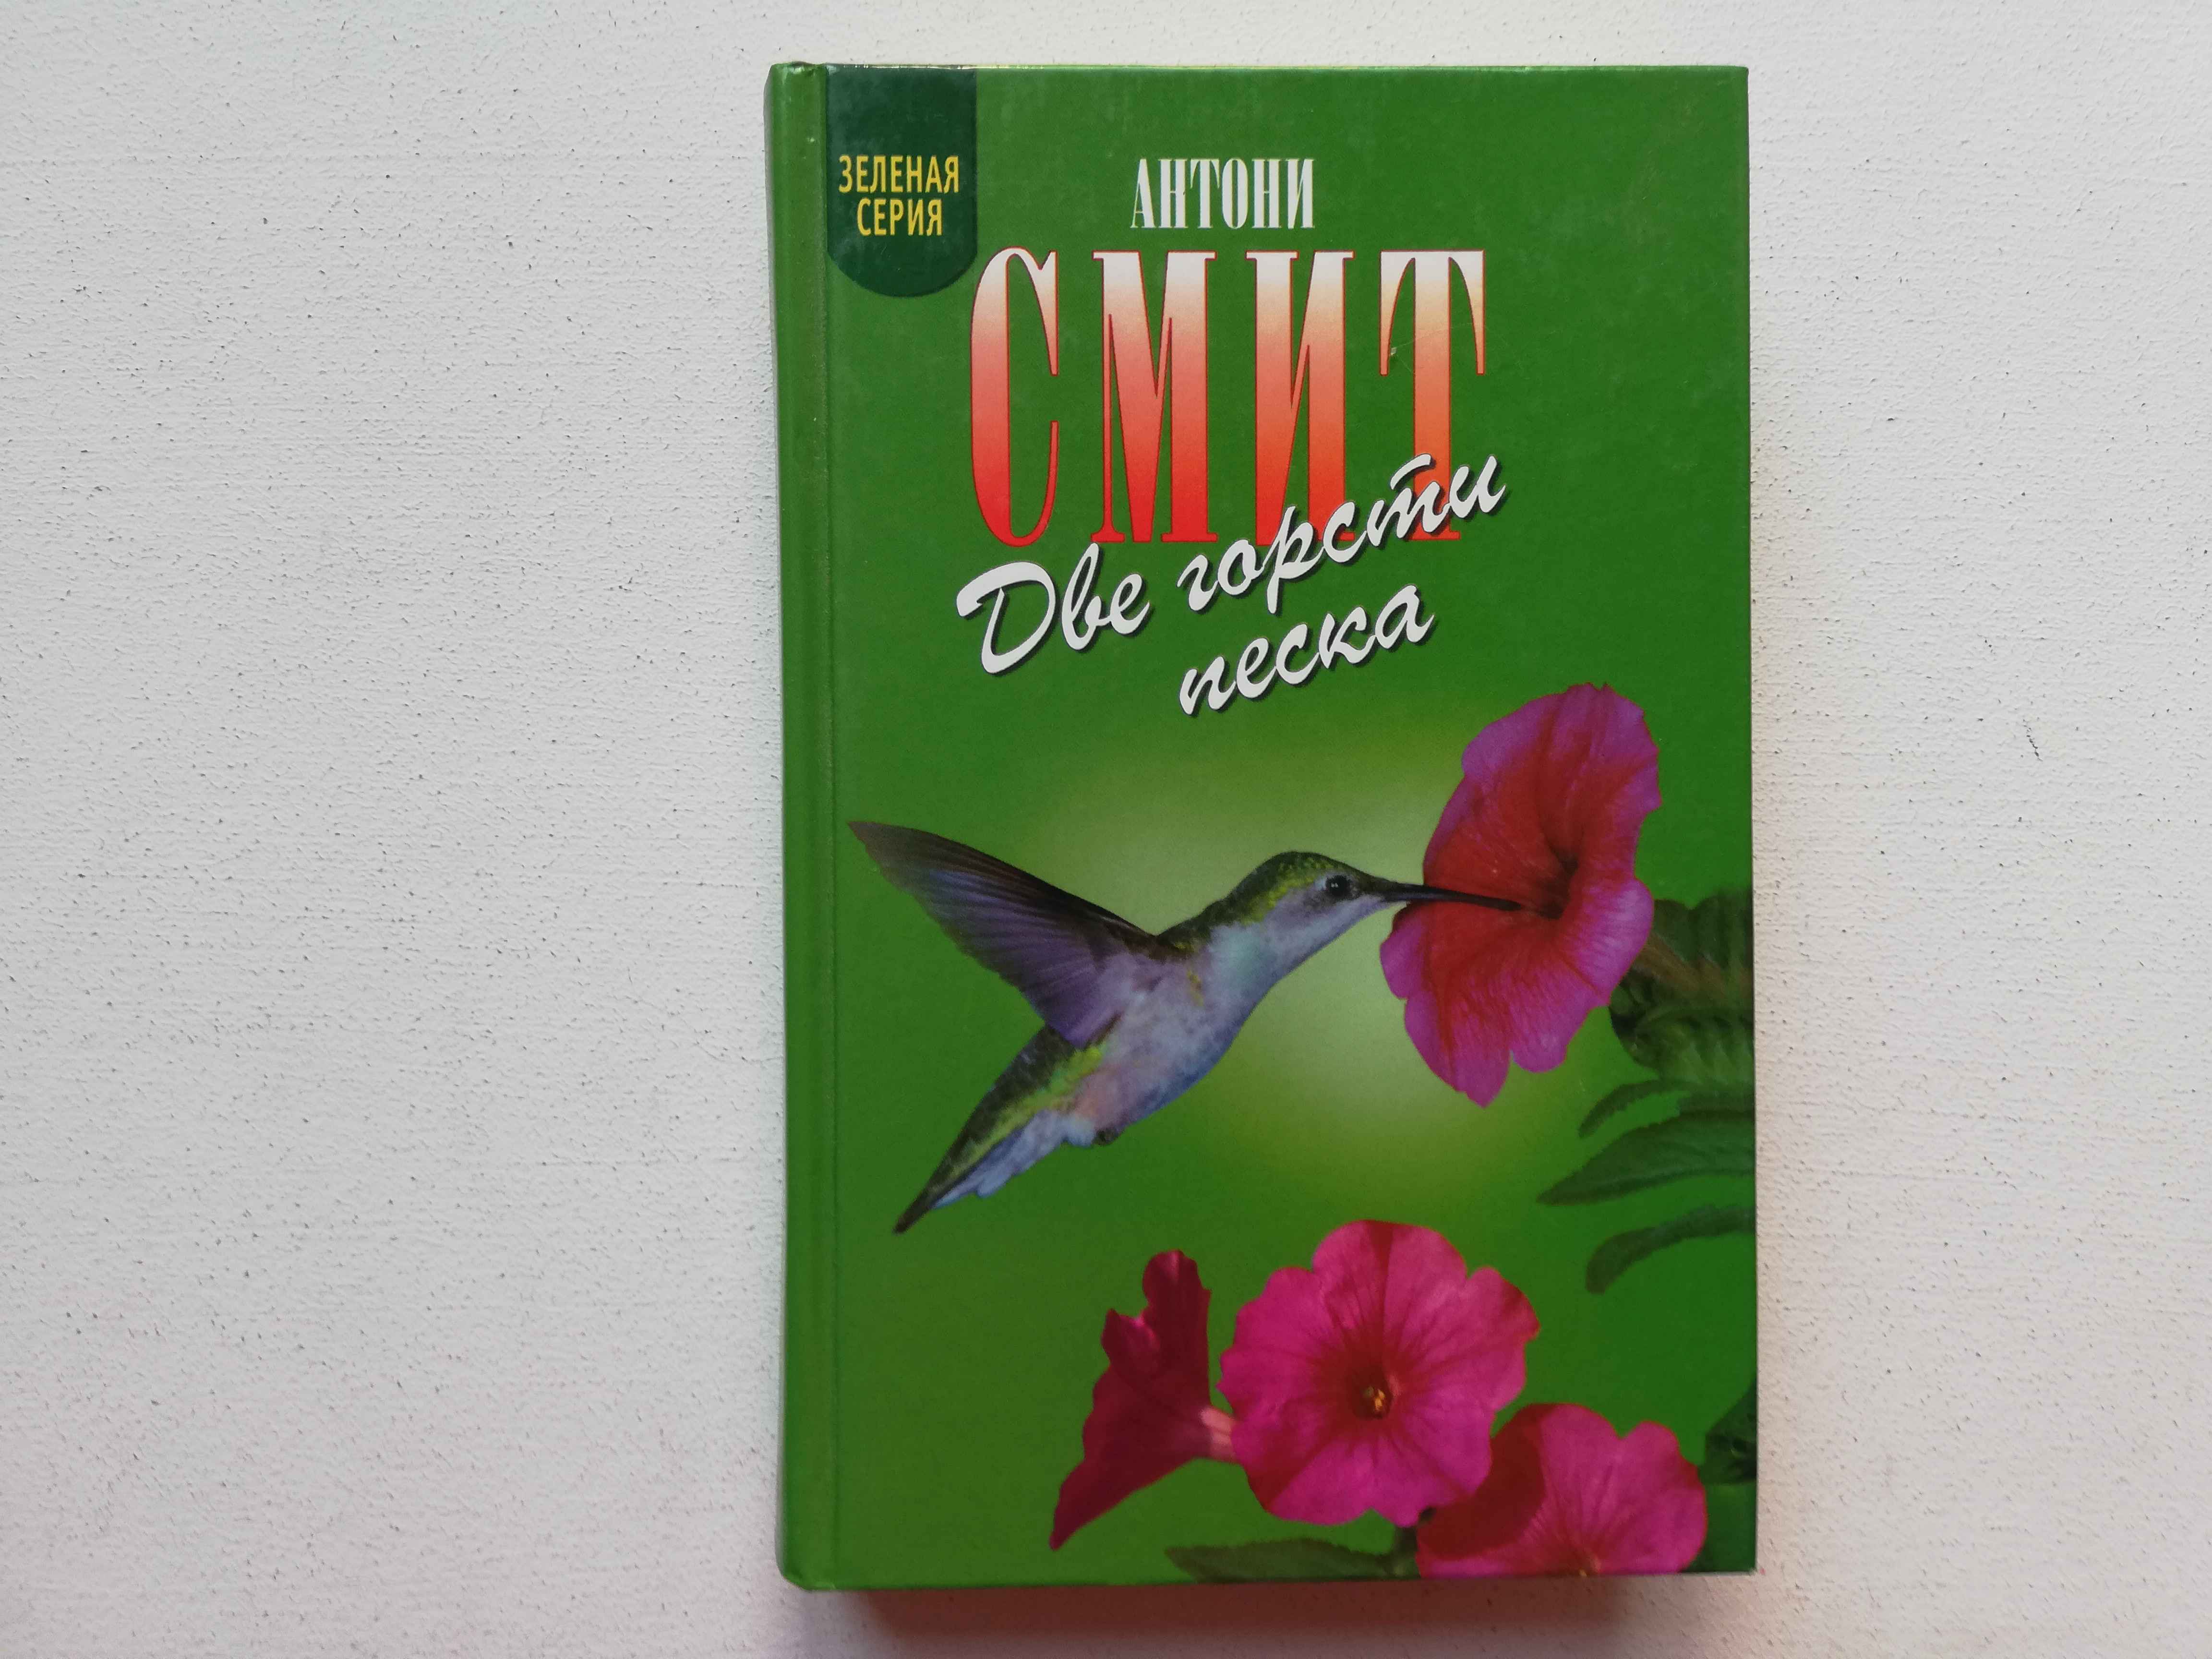 ЗЕЛЕНАЯ
СЕРИЯ
АНТОНИ
СМИТ
Две горсти
песка